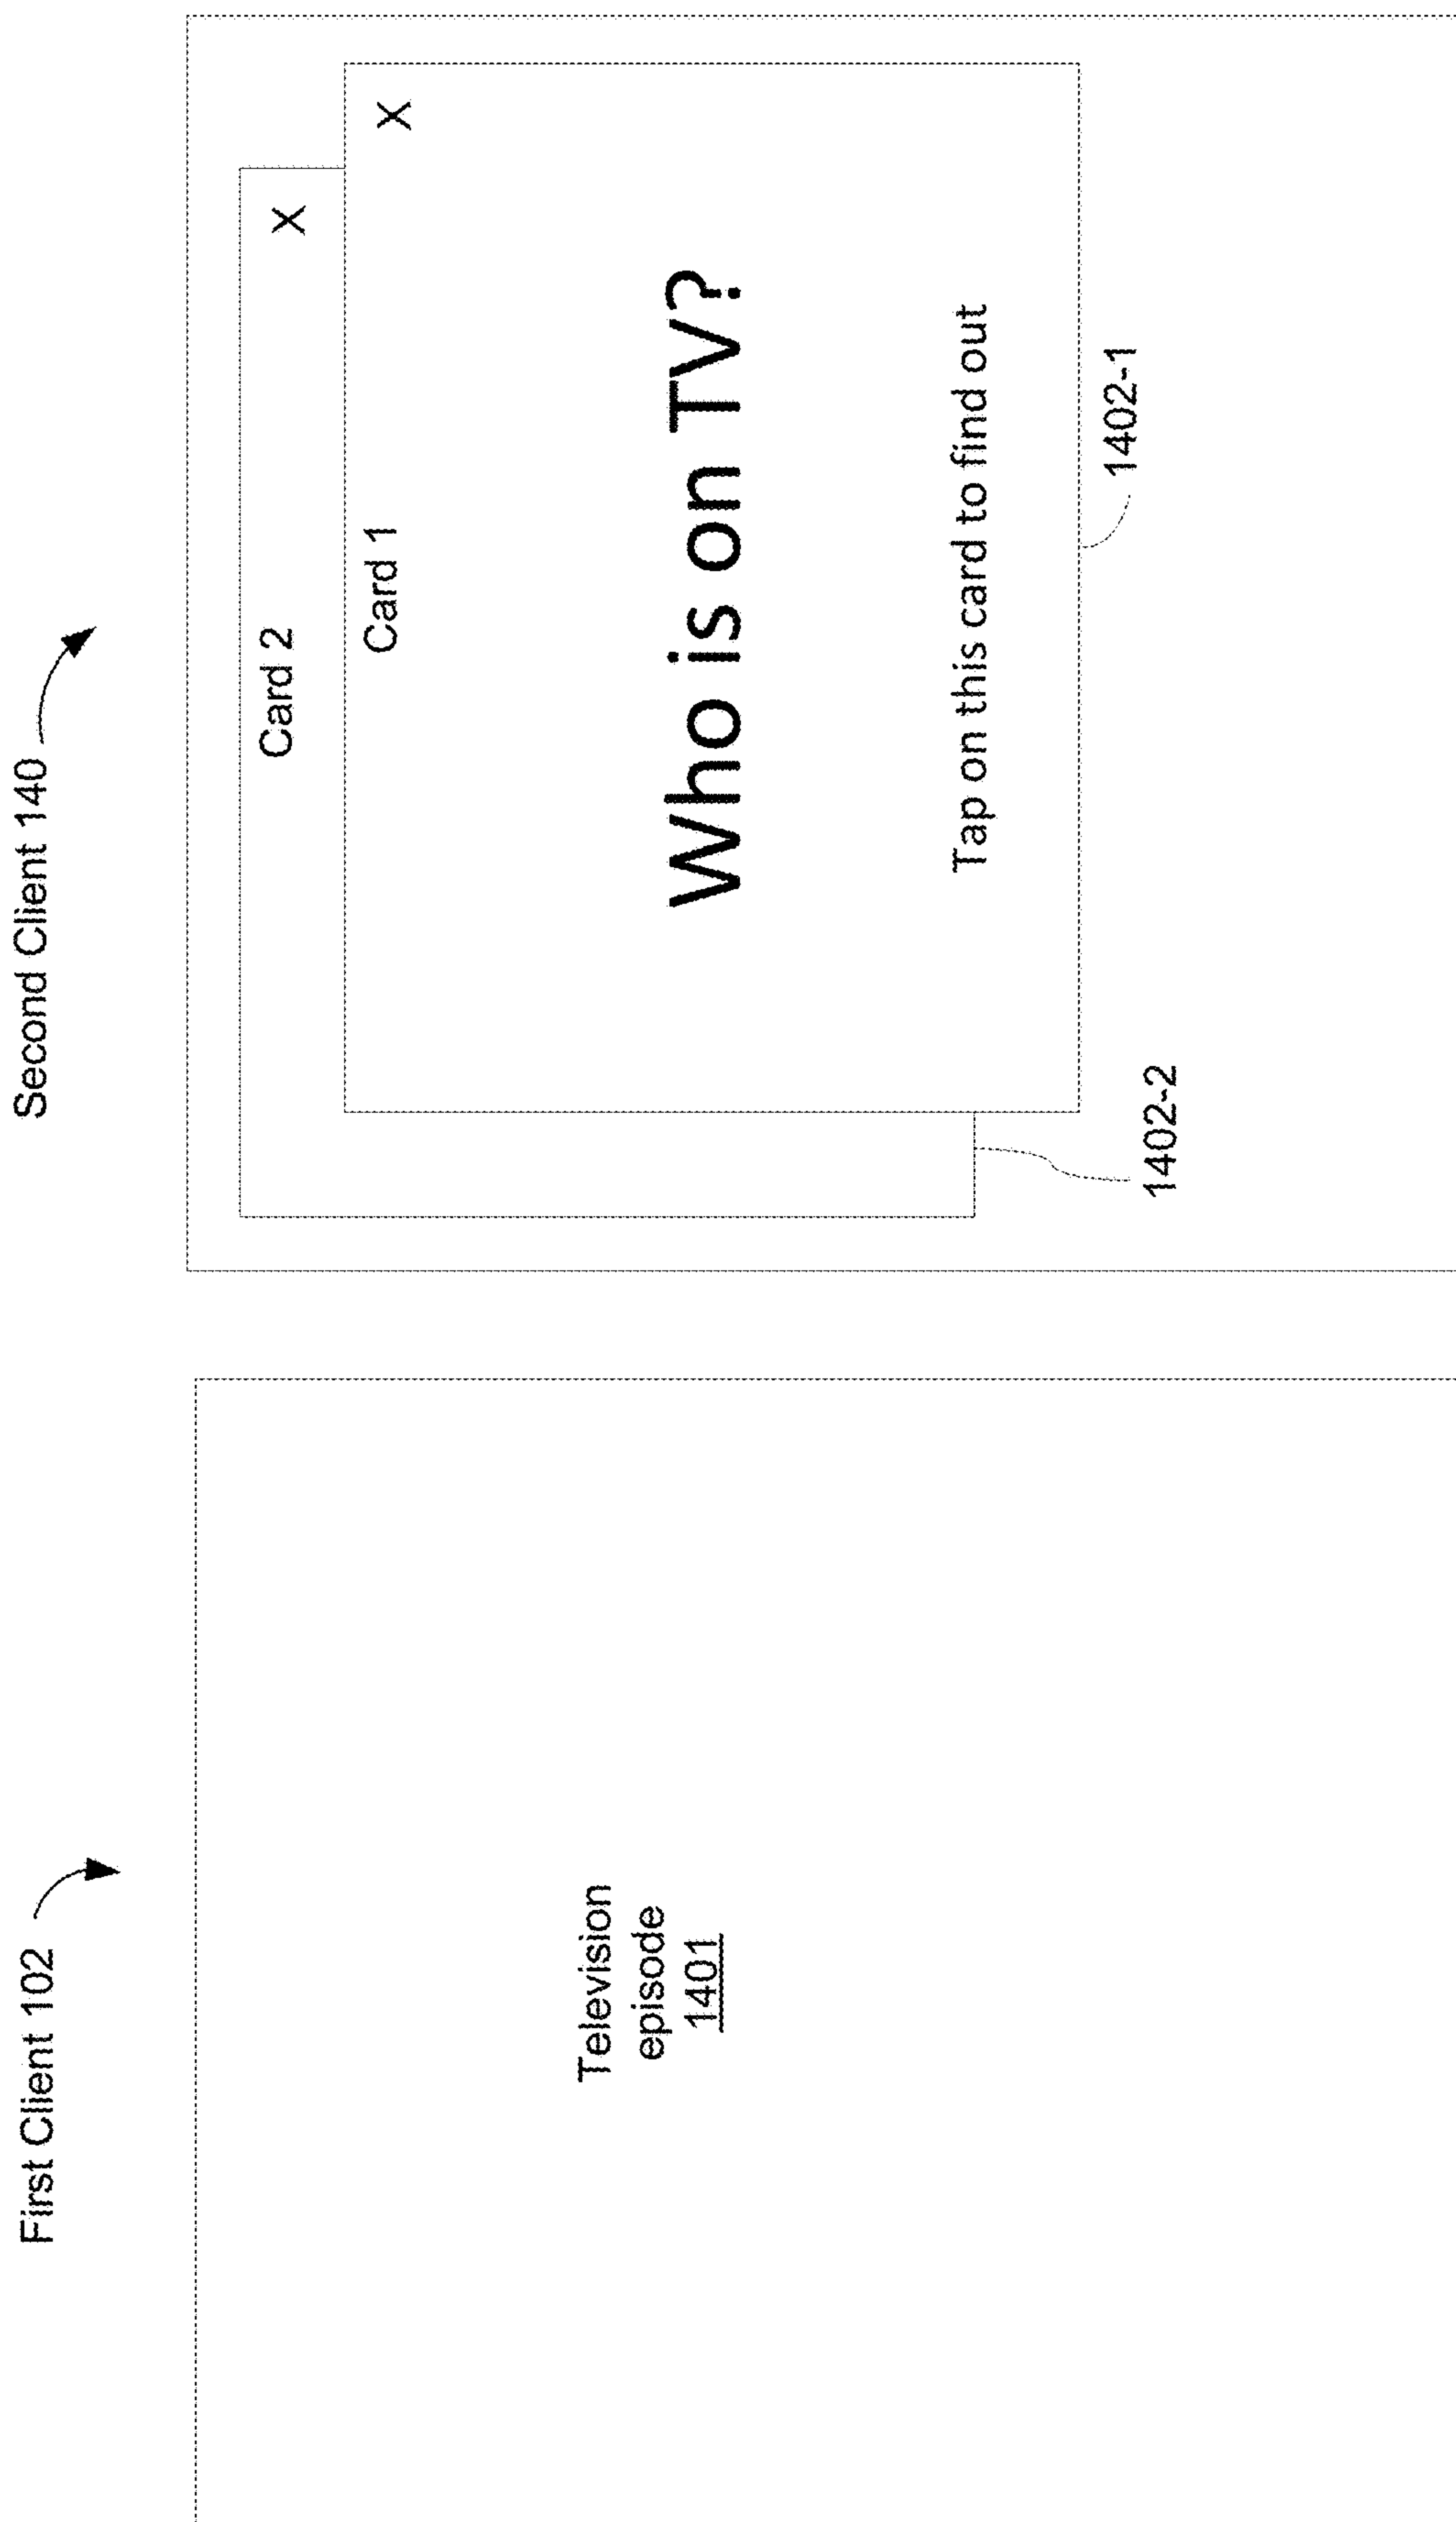 First Client 102
Television
episode
1401
Second Client 140
Card 2
X
Card 1
X
Who is on TV?
Tap on this card to find out
1402-1
1402-2